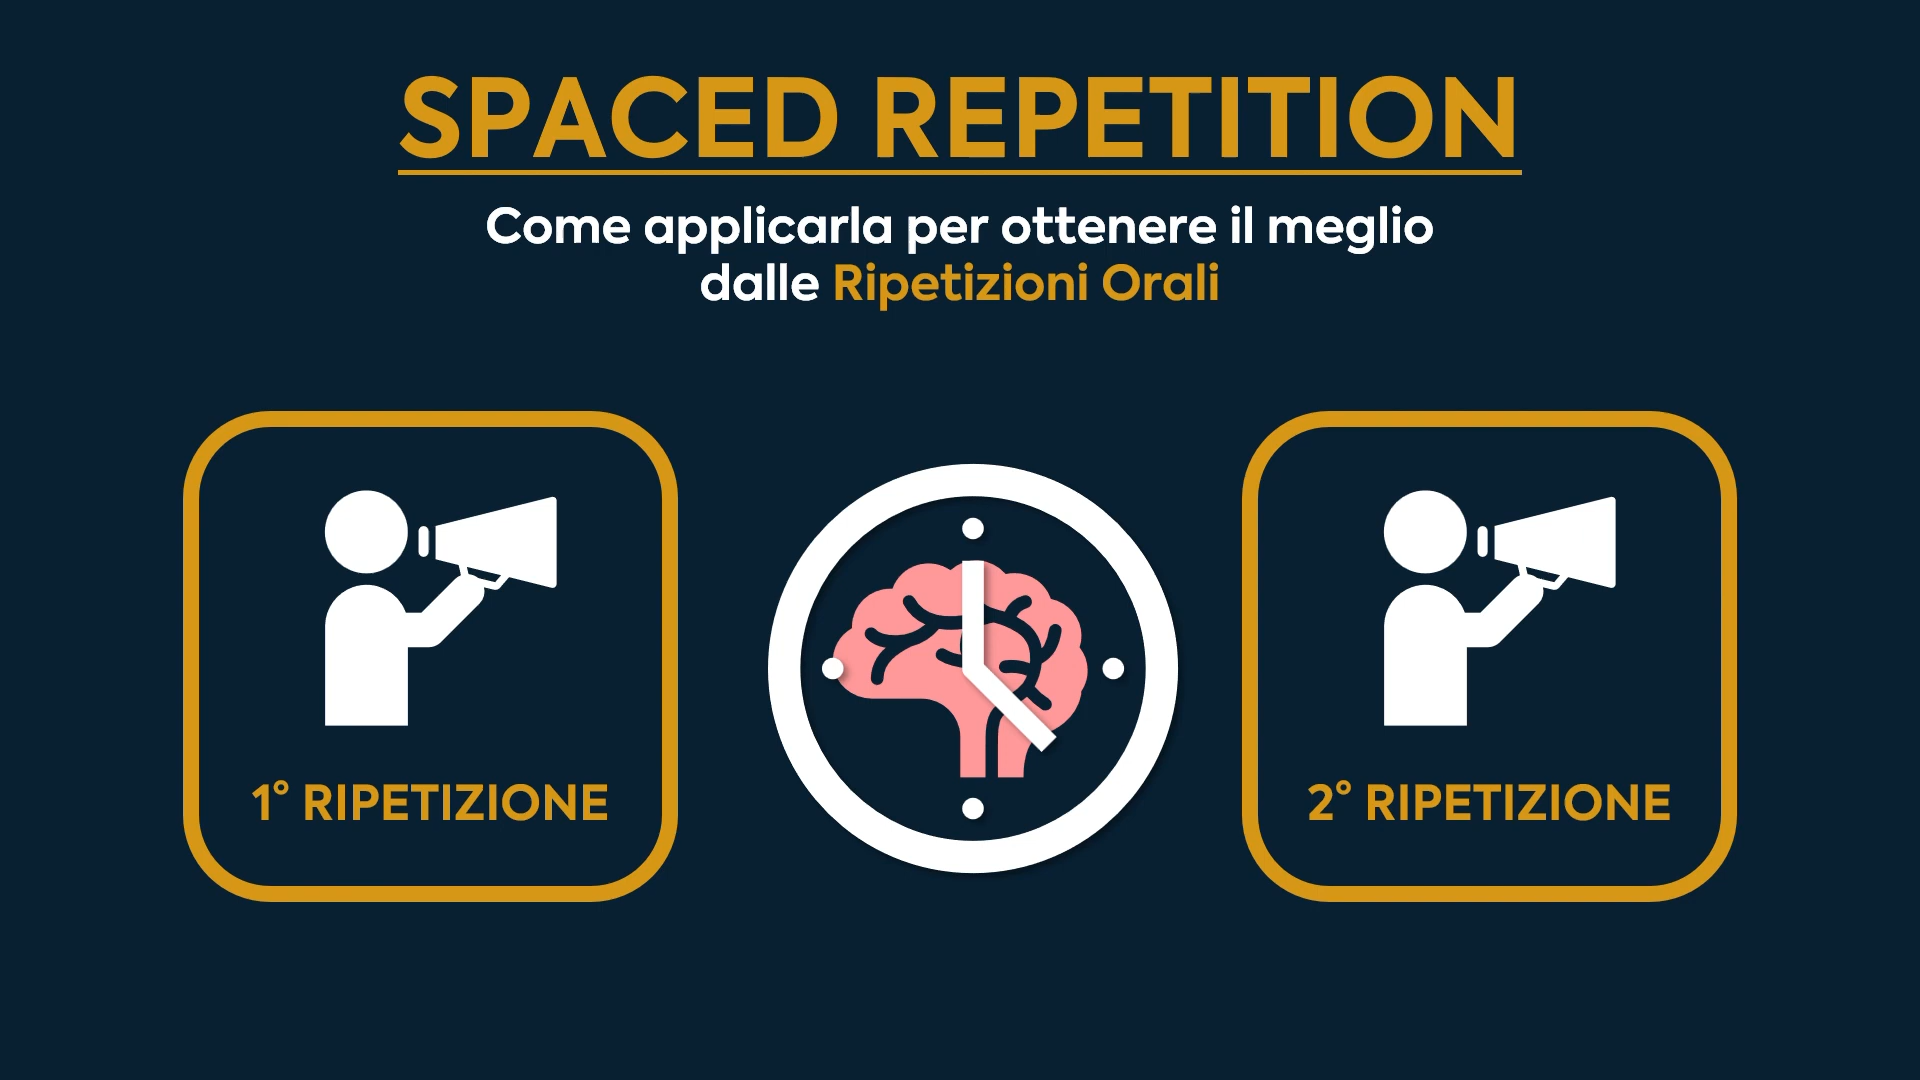 SPACED REPETITION
Come applicarla per ottenere il meglio
dalle Ripetizioni Orali
1° RIPETIZIONE
2° RIPETIZIONE